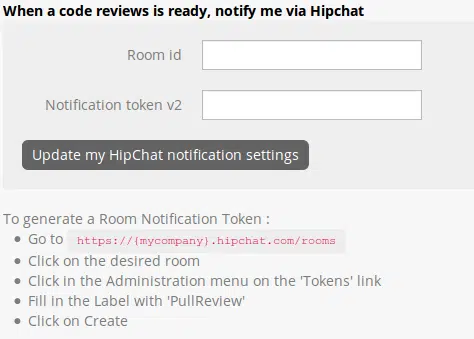 When a code reviews is ready, notify me via Hipchat
Room id
Notification token v2
Update my HipChat notification settings
To generate a Room Notification Token :
Go to https://{mycompany}.hipchat.com/rooms
Click on the desired room
Click in the Administration menu on the 'Tokens' link
Fill in the Label with 'PullReview'
Click on Create